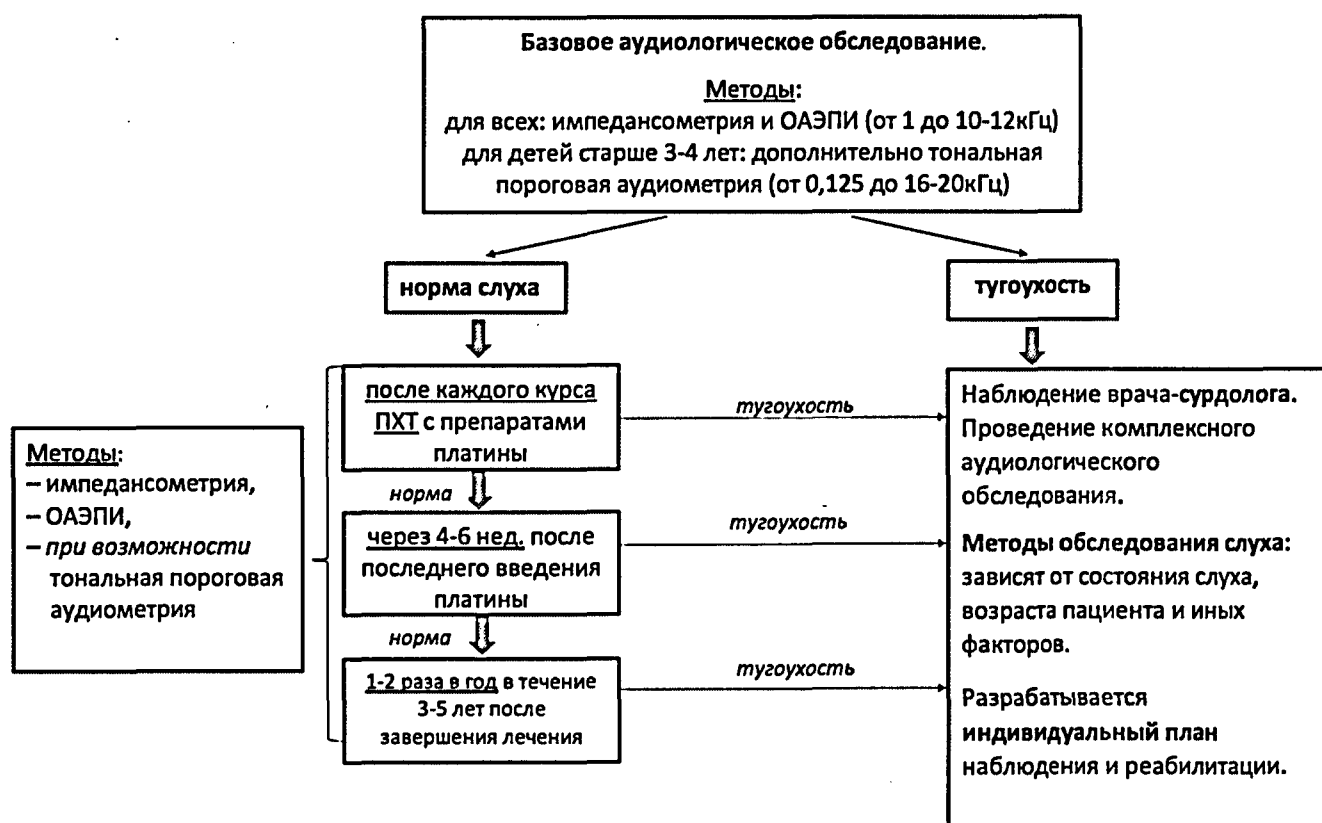 Базовое аудиологическое обследование.
Методы:
для всех: импедансометрия и ОАЭПИ (от 1 до 10-12кГц)
для детей старше 3-4 лет: дополнительно тональная
пороговая аудиометрия (от 0,125 до 16-20кГц)
норма слуха
тугоухость
после каждого курса
ПХТ с препаратами
платины
тугоухость
норма
через 4-6 нед. после
последнего введения
платины
тугоухость
норма
1-2 раза в год в течение
3-5 лет после
завершения лечения
тугоухость
Методы:
– импедансометрия,
– ОАЭПИ,
– при возможности
тональная пороговая
аудиометрия
Наблюдение врача-сурдолога.
Проведение комплексного
аудиологического
обследования.
Методы обследования слуха:
зависят от состояния слуха,
возраста пациента и иных
факторов.
Разрабатывается
индивидуальный план
наблюдения и реабилитации.